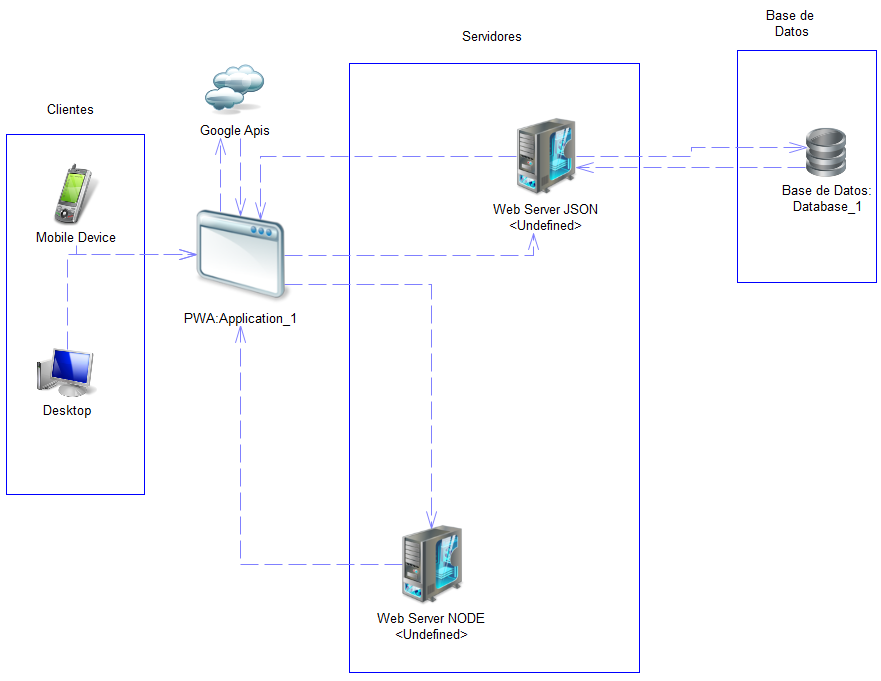 Base de
Datos
Servidores
Clientes
Google Apis
Base de Datos:
Database_1
Web Server JSON
<Undefined>
Mobile Device
PWA:Application_1
Desktop
Web Server NODE
<Undefined>